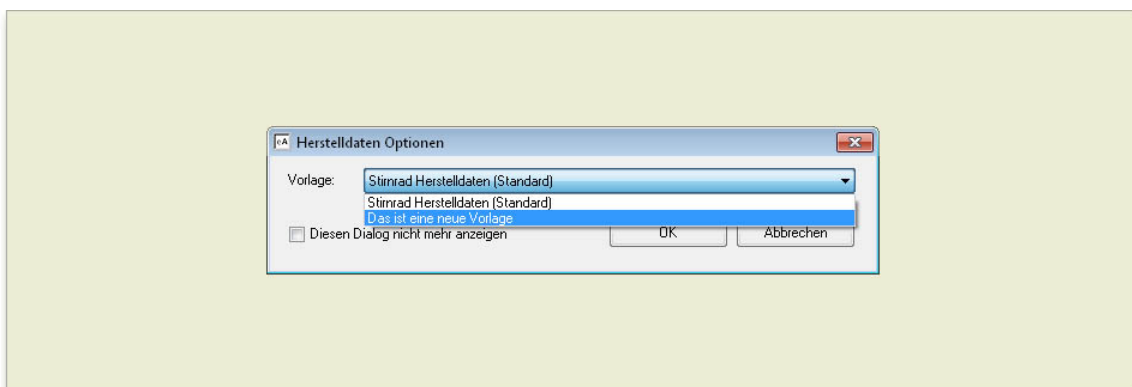 eA Herstelldaten Optionen
Vorlage: Stirnrad Herstelldaten (Standard)
Stirnrad Herstelldaten (Standard)
Das ist eine neue Vorlage
Diesen Dialog nicht mehr anzeigen OK Abbrechen